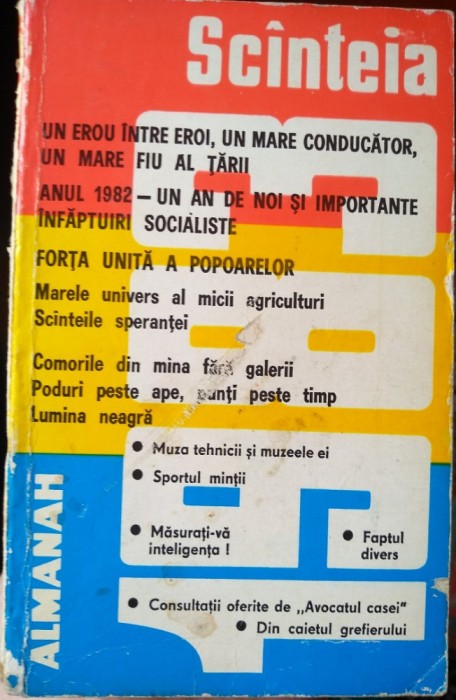 Scînteia
UN EROU ÎNTRE EROI, UN MARE CONDUCĂTOR,
UN MARE FIU AL ȚĂRII
ANUL 1982 — UN AN DE NOI ȘI IMPORTANTE
ÎNFĂPTUIRI SOCIALISTE
FORȚA UNITĂ A POPOARELOR
Marele univers al micii agriculturi
Scînteile speranței
Comorile din mina fără galerii
Poduri peste ape, punți peste timp
Lumina neagră
• Muza tehnicii și muzeele ei
• Sportul minții
• Măsurați-vă
inteligența !
• Faptul
divers
• Consultații oferite de „Avocatul casei”
• Din caietul grefierului
ALMANAH
1983